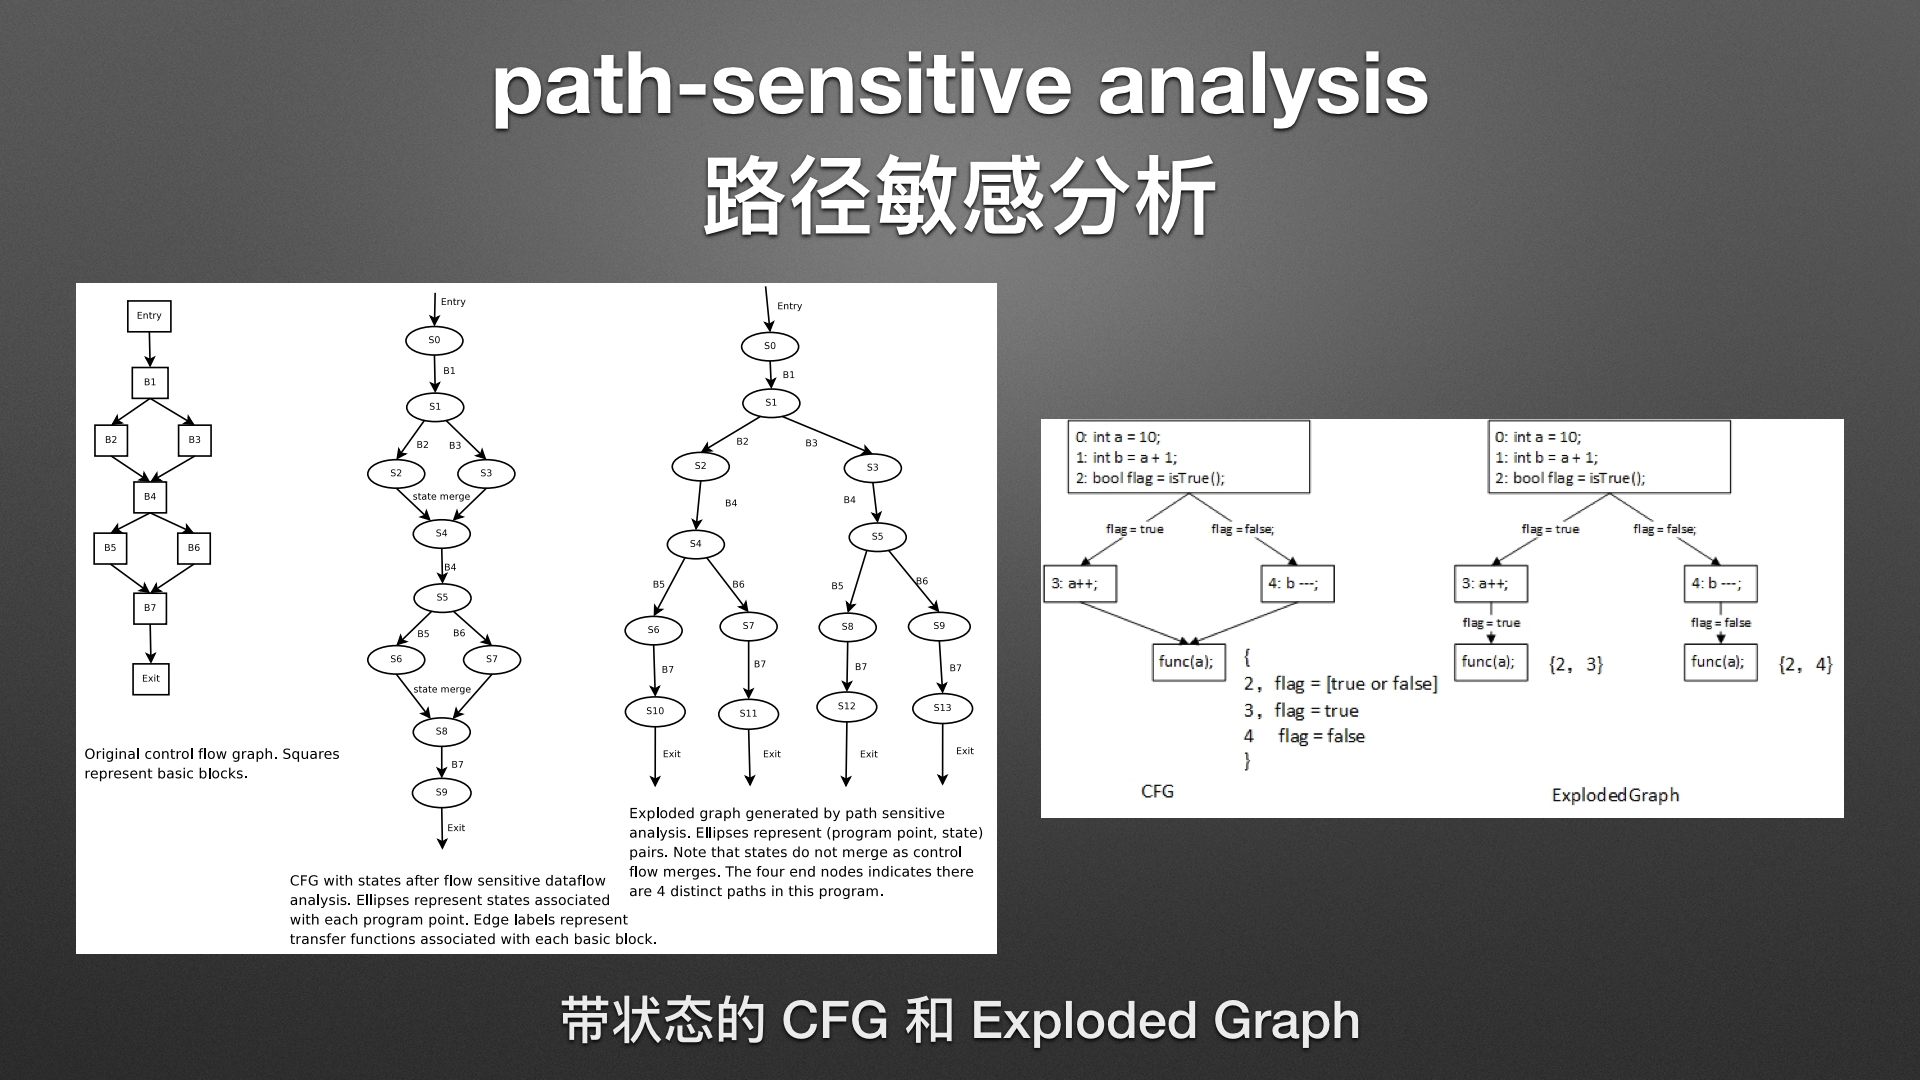 path-sensitive analysis
路径敏感分析
Entry
B1
B2
B3
B4
B5
B6
B7
Exit
Original control flow graph. Squares
represent basic blocks.
Entry
S0
B1
S1
B2
B3
S2
S3
state merge
S4
B4
S5
B5
B6
S6
S7
state merge
S8
B7
S9
Exit
CFG with states after flow sensitive dataflow
analysis. Ellipses represent states associated
with each program point. Edge labels represent
transfer functions associated with each basic block.
Entry
S0
B1
S1
B2
B3
S2
S3
B4
B4
S4
S5
B5
B6
B5
B6
S6
S7
S8
S9
B7
B7
B7
B7
S10
S11
S12
S13
Exit
Exit
Exit
Exit
Exploded graph generated by path sensitive
analysis. Ellipses represent (program point, state)
pairs. Note that states do not merge as control
flow merges. The four end nodes indicates there
are 4 distinct paths in this program.
0: int a = 10;
1: int b = a + 1;
2: bool flag = isTrue();
flag = true
flag = false;
3: a++;
4: b ---;
func(a);
{
2, flag = [true or false]
3, flag = true
4 flag = false
}
CFG
0: int a = 10;
1: int b = a + 1;
2: bool flag = isTrue();
flag = true
flag = false;
3: a++;
4: b ---;
flag = true
flag = false
func(a);
{2, 3}
func(a);
{2, 4}
ExplodedGraph
带状态的 CFG 和 Exploded Graph